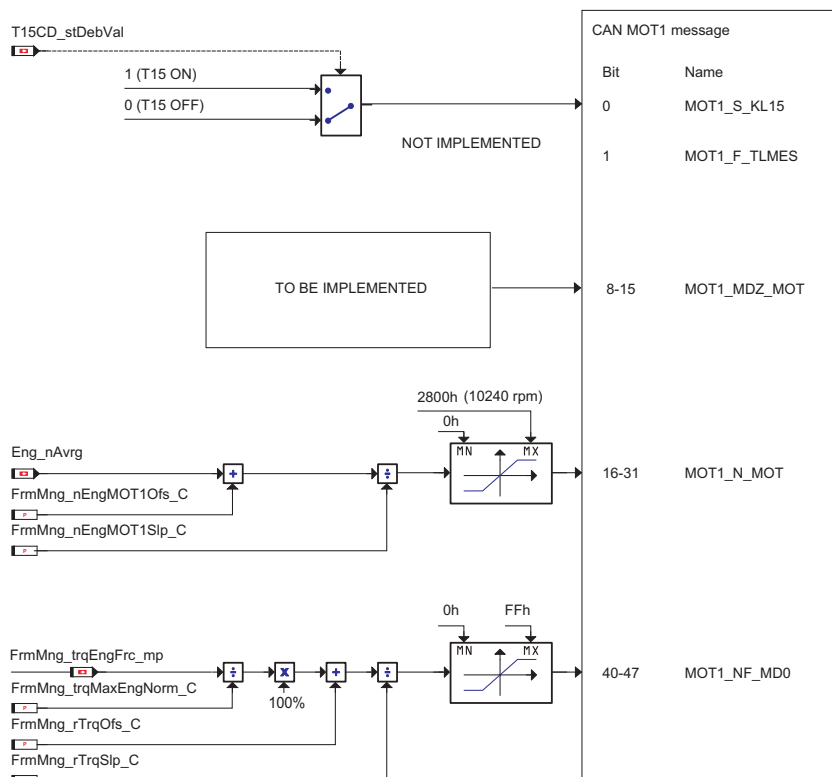 T15CD_stDebVal
CAN MOT1 message
1 (T15 ON)
Bit Name
0 (T15 OFF)
0 MOT1_S_KL15
NOT IMPLEMENTED
1 MOT1_F_TLMES
TO BE IMPLEMENTED
8-15 MOT1_MDZ_MOT
2800h (10240 rpm)
0h
Eng_nAvrg
MN MX
+
÷
16-31 MOT1_N_MOT
FrmMng_nEngMOT1Ofs_C
P
FrmMng_nEngMOT1Slp_C
P
0h FFh
FrmMng_trqEngFrc_mp
MN MX
÷ x + ÷
40-47 MOT1_NF_MD0
FrmMng_trqMaxEngNorm_C
100%
P
FrmMng_rTrqOfs_C
P
FrmMng_rTrqSlp_C